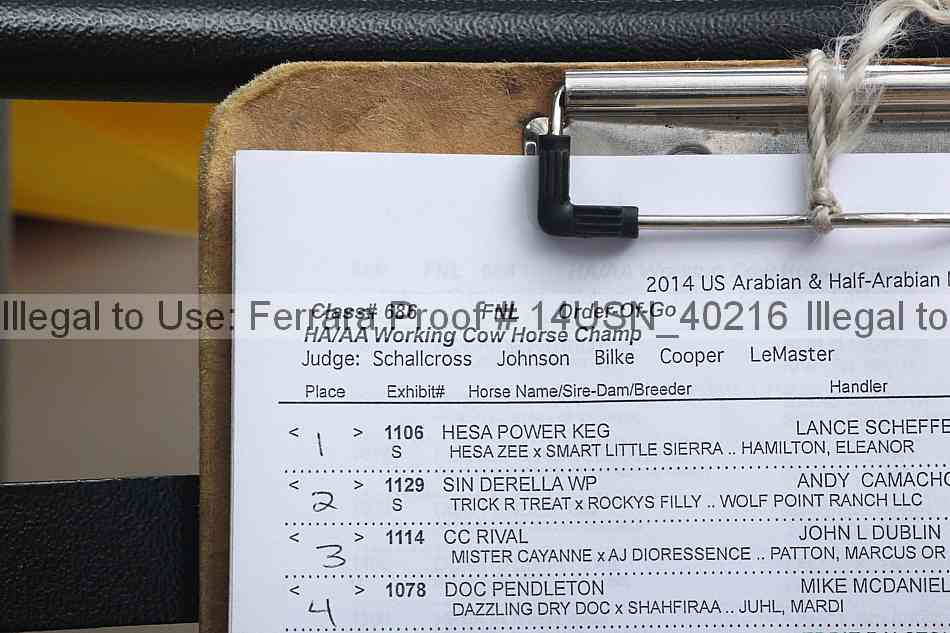 2014 US Arabian & Half-Arabian
Illegal to Use: Ferrara Proof # 14USN_40216 Illegal to
Class# 686 FNL Order-Of-Go
HA/AA Working Cow Horse Champ
Judge: Schallcross Johnson Bilke Cooper LeMaster
Place Exhibit# Horse Name/Sire-Dam/Breeder Handler
< 1 > 1106 HESA POWER KEG LANCE SCHEFFE
S HESA ZEE x SMART LITTLE SIERRA .. HAMILTON, ELEANOR
< 2 > 1129 SIN DERELLA WP ANDY CAMACHO
S TRICK R TREAT x ROCKYS FILLY .. WOLF POINT RANCH LLC
< 3 > 1114 CC RIVAL JOHN L DUBLIN
MISTER CAYANNE x AJ DIORESSENCE .. PATTON, MARCUS OR
< 4 > 1078 DOC PENDLETON MIKE MCDANIEL
DAZZLING DRY DOC x SHAHFIRAA .. JUHL, MARDI